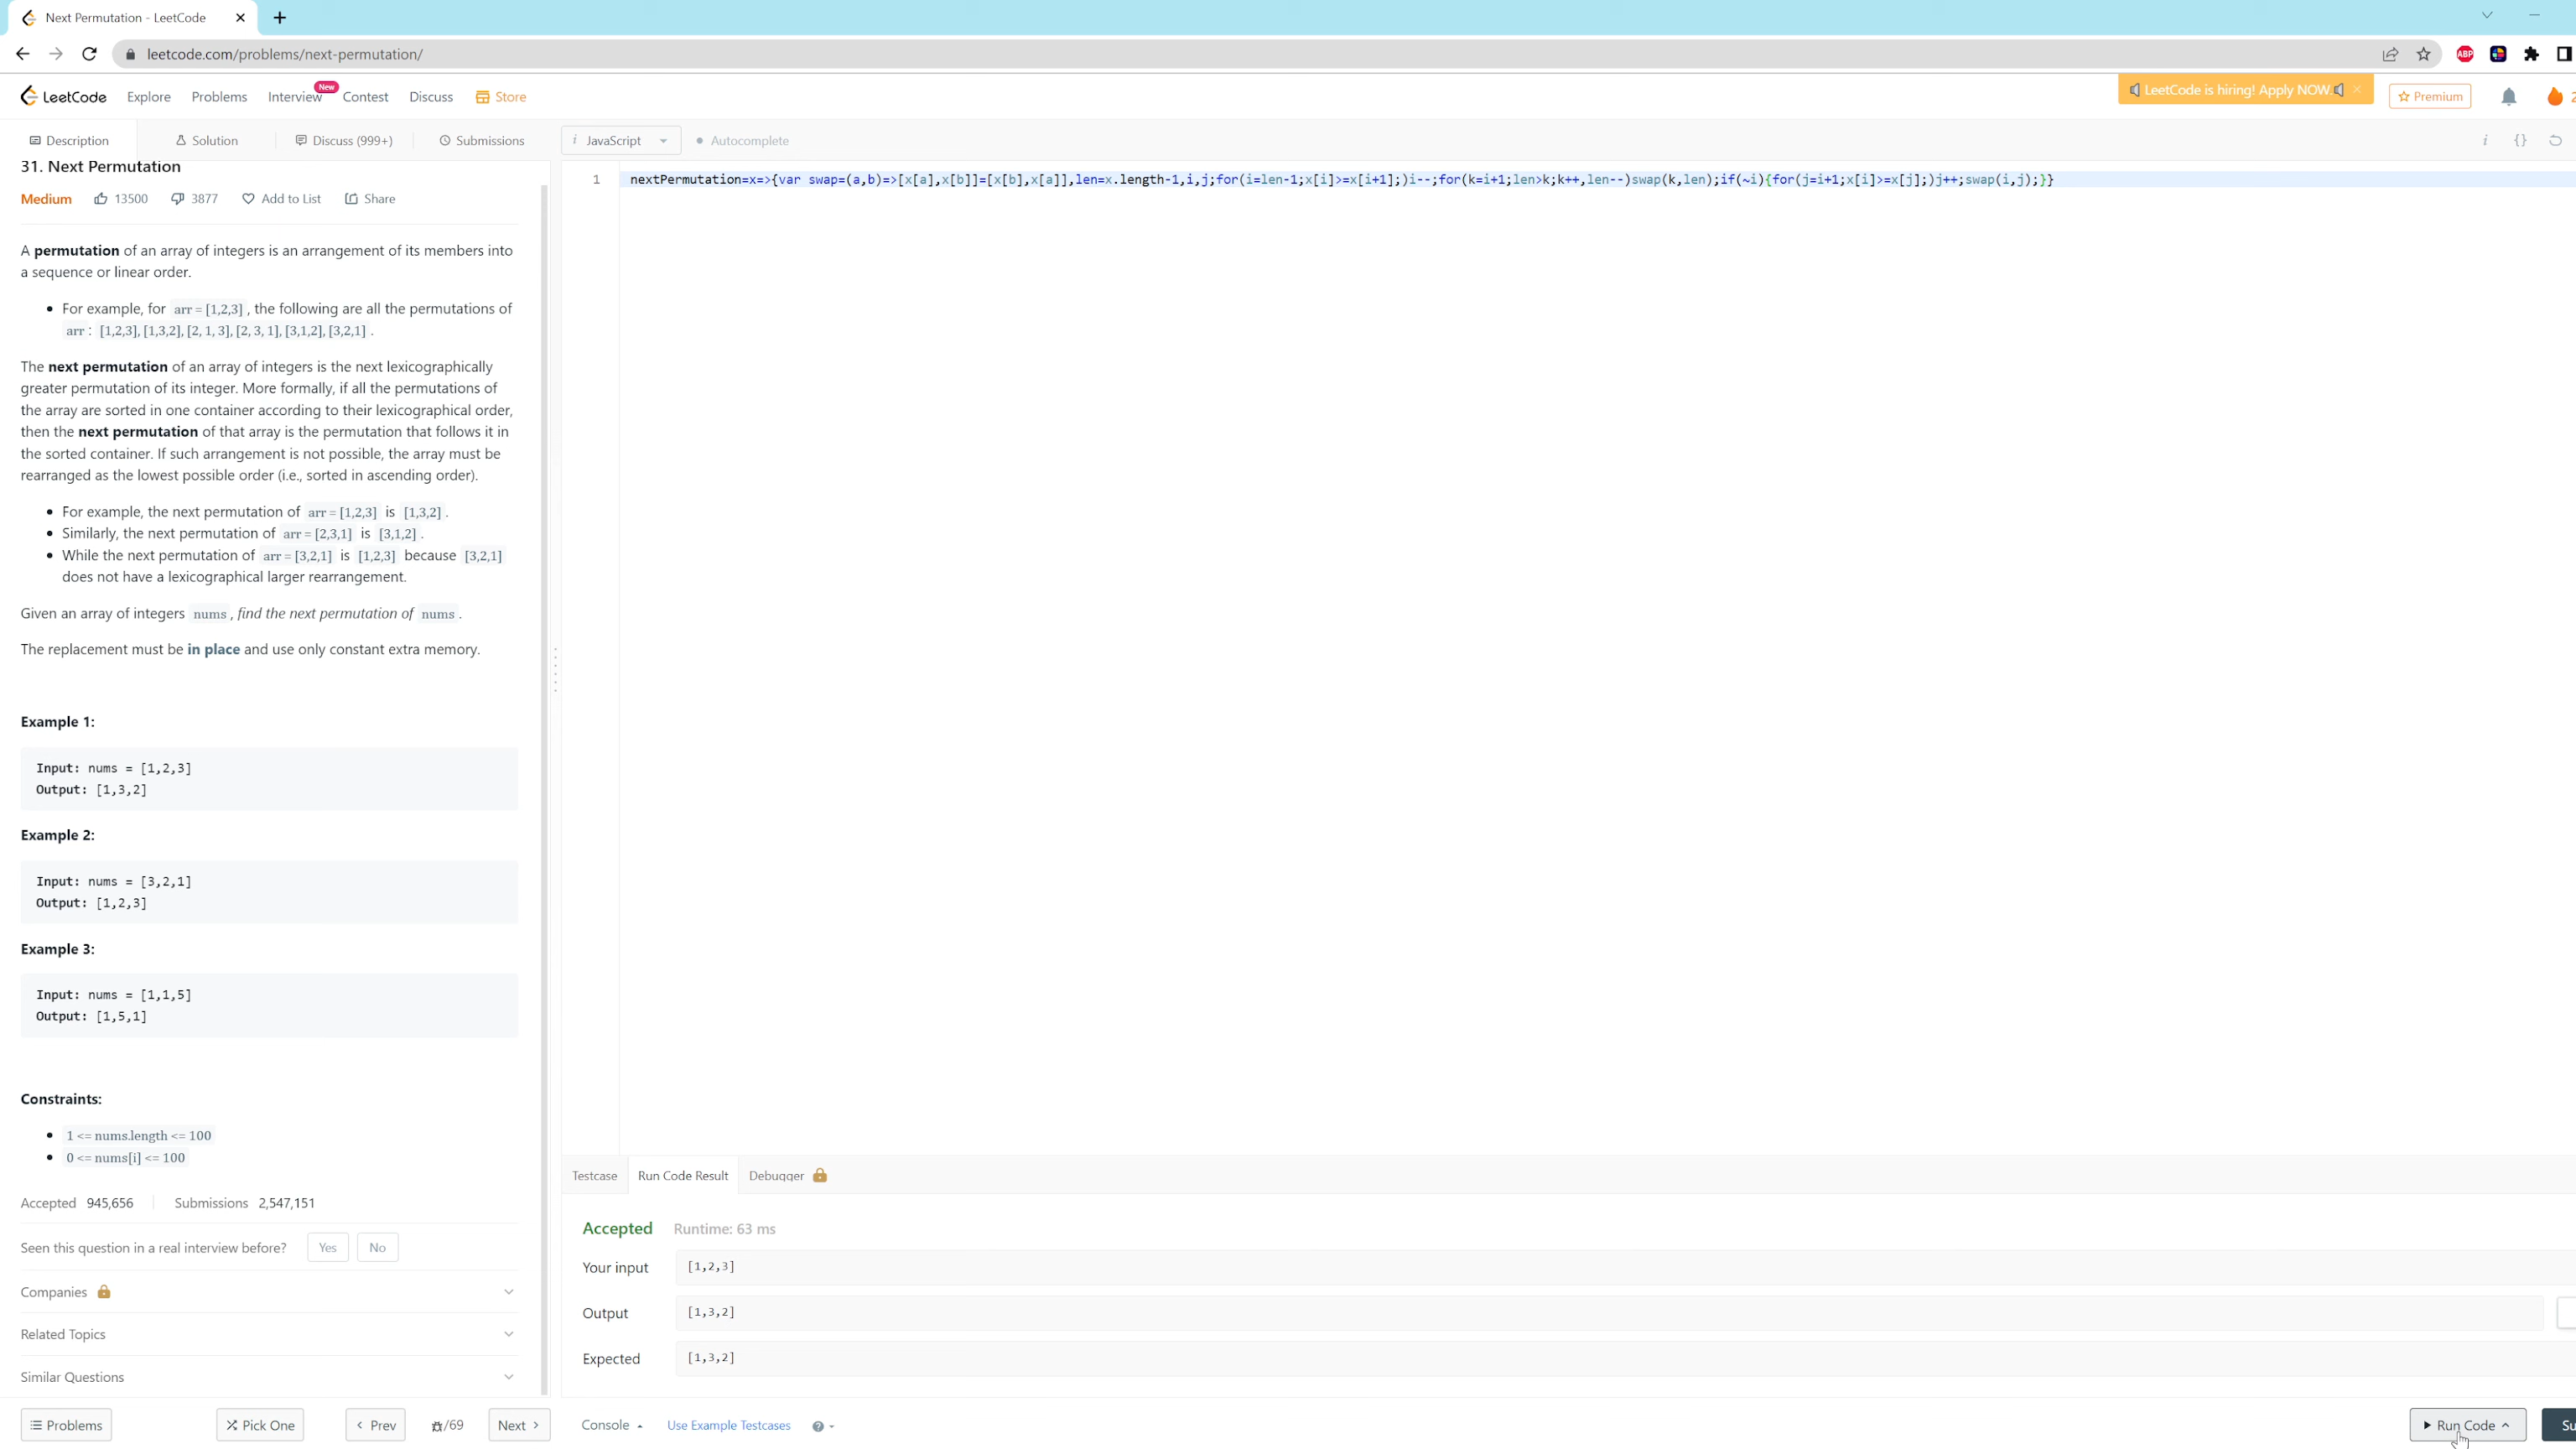 Next Permutation - LeetCode
leetcode.com/problems/next-permutation/
ABP
LeetCode Explore Problems Interview New Contest Discuss Store
LeetCode is hiring! Apply NOW. Premium 2
Description Solution Discuss (999+) Submissions
i JavaScript Autocomplete i {}
31. Next Permutation
Medium 13500 3877 Add to List Share
A permutation of an array of integers is an arrangement of its members into
a sequence or linear order.
• For example, for arr = [1,2,3] , the following are all the permutations of
arr : [1,2,3], [1,3,2], [2, 1, 3], [2, 3, 1], [3,1,2], [3,2,1] .
The next permutation of an array of integers is the next lexicographically
greater permutation of its integer. More formally, if all the permutations of
the array are sorted in one container according to their lexicographical order,
then the next permutation of that array is the permutation that follows it in
the sorted container. If such arrangement is not possible, the array must be
rearranged as the lowest possible order (i.e., sorted in ascending order).
• For example, the next permutation of arr = [1,2,3] is [1,3,2] .
• Similarly, the next permutation of arr = [2,3,1] is [3,1,2] .
• While the next permutation of arr = [3,2,1] is [1,2,3] because [3,2,1]
does not have a lexicographical larger rearrangement.
Given an array of integers nums , find the next permutation of nums .
The replacement must be in place and use only constant extra memory.
Example 1:
Input: nums = [1,2,3]
Output: [1,3,2]
Example 2:
Input: nums = [3,2,1]
Output: [1,2,3]
Example 3:
Input: nums = [1,1,5]
Output: [1,5,1]
Constraints:
• 1 <= nums.length <= 100
• 0 <= nums[i] <= 100
Accepted 945,656 Submissions 2,547,151
Seen this question in a real interview before? Yes No
Companies
Related Topics
Similar Questions
Problems Pick One < Prev /69 Next >
1 nextPermutation=x=>{var swap=(a,b)=>[x[a],x[b]]=[x[b],x[a]],len=x.length-1,i,j;for(i=len-1;x[i]>=x[i+1];)i--;for(k=i+1;len>k;k++,len--)swap(k,len);if(~i){for(j=i+1;x[i]>=x[j];)j++;swap(i,j);}}
Testcase Run Code Result Debugger
Accepted Runtime: 63 ms
Your input [1,2,3]
Output [1,3,2]
Expected [1,3,2]
Console Use Example Testcases ? Run Code Su